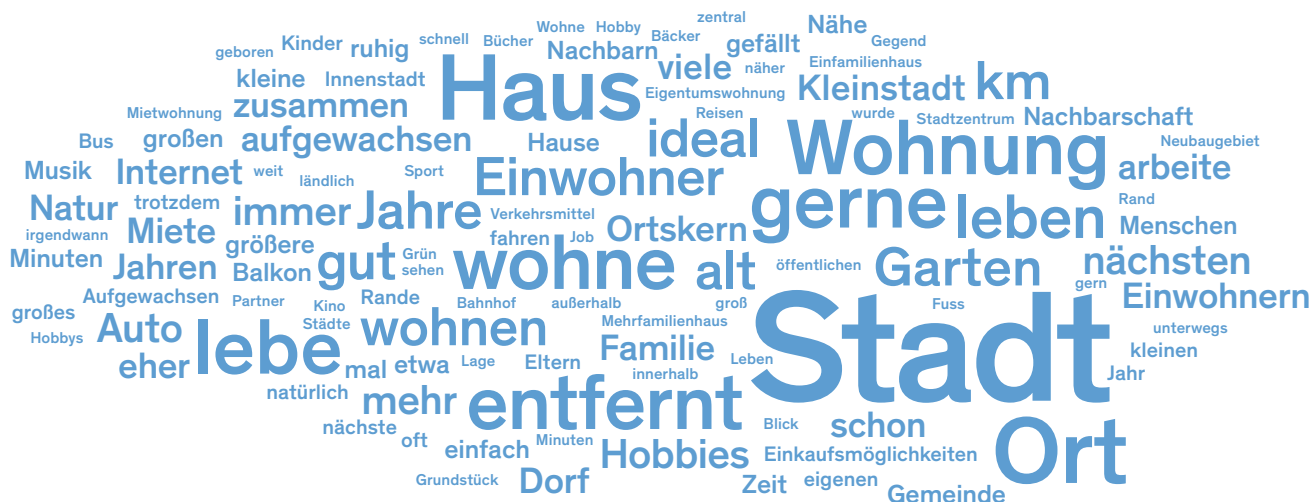 zentral
Wohne Hobby Nähe
geboren Kinder ruhig schnell Bücher Bäcker gefällt Gegend
Nachbarn
kleine Innenstadt Haus viele näher Einfamilienhaus
Eigentumswohnung Kleinstadt km
Mietwohnung zusammen Reisen wurde Stadtzentrum Nachbarschaft
Bus großen aufgewachsen Hause ideal Wohnung Neubaugebiet
Musik Internet weit ländlich Sport Einwohner arbeite
Natur trotzdem immer Jahre Verkehrsmittel Ortskern gerne leben Rand
irgendwann Miete größere fahren Job Menschen
Minuten Jahren Balkon gut Grün sehen wohne alt öffentlichen Garten nächsten
großes Aufgewachsen Partner Kino Rande Bahnhof außerhalb groß Fuss gern Einwohnern
Hobbys Auto Städte wohnen Mehrfamilienhaus Stadt unterwegs
eher lebe mal etwa Lage Eltern Familie Leben kleinen
innerhalb Jahr
natürlich mehr entfernt
nächste oft Blick schon
einfach Minuten Hobbies Einkaufsmöglichkeiten Ort
Grundstück Dorf Zeit eigenen Gemeinde